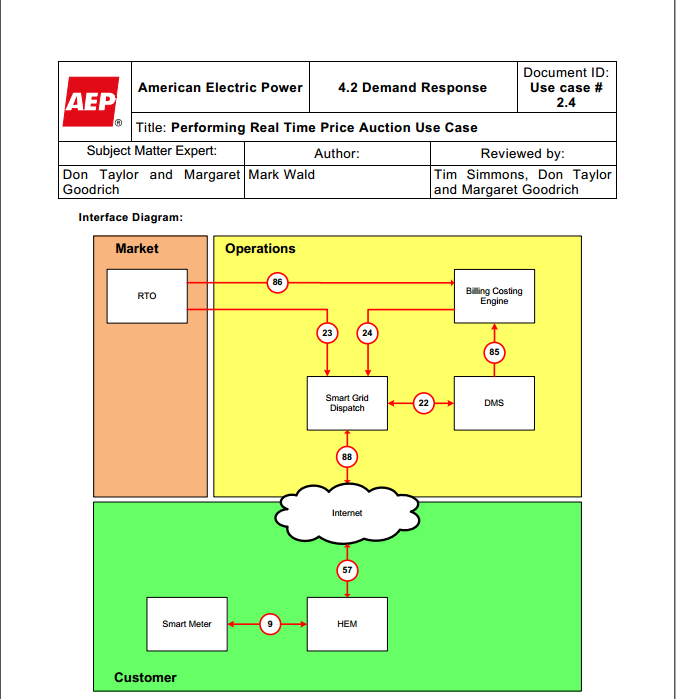 AEP
®
American Electric Power
4.2 Demand Response
Document ID:
Use case #
2.4
Title: Performing Real Time Price Auction Use Case
Subject Matter Expert:
Author:
Reviewed by:
Don Taylor and Margaret
Goodrich
Mark Wald
Tim Simmons, Don Taylor
and Margaret Goodrich
Interface Diagram:
Market
Operations
86
RTO
Billing Costing
Engine
23
24
85
Smart Grid
Dispatch
22
DMS
88
Internet
57
Smart Meter
9
HEM
Customer